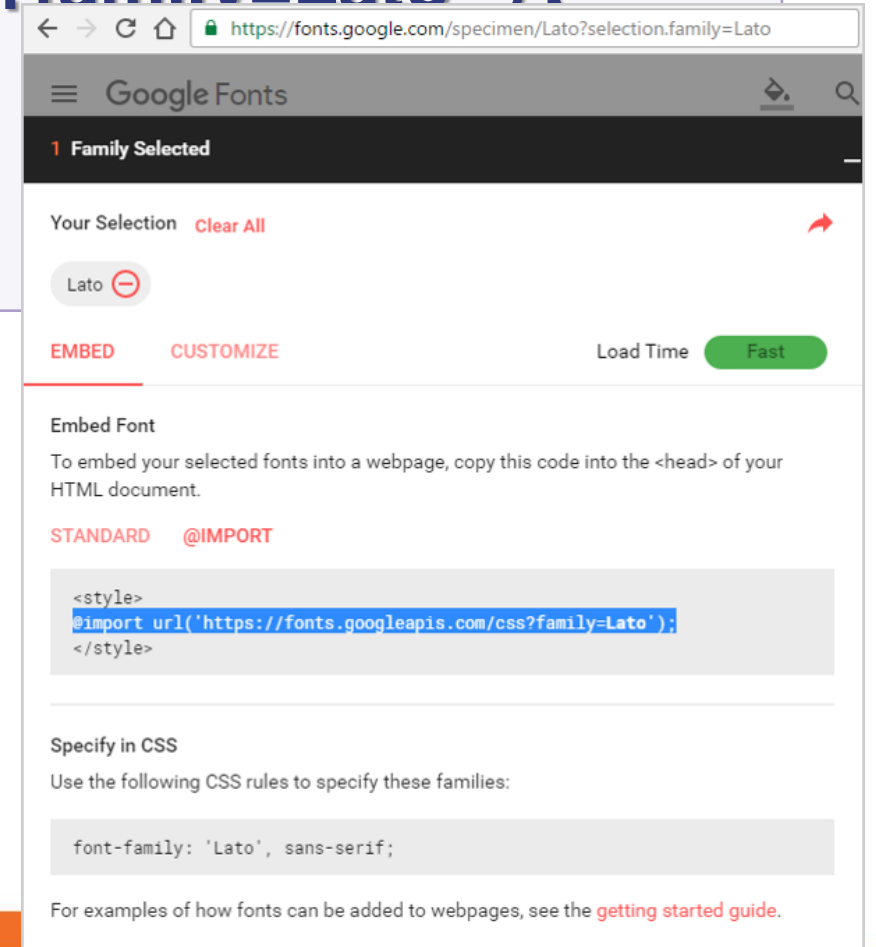 https://fonts.google.com/specimen/Lato?selection.family=Lato
Google Fonts
1 Family Selected
Your Selection Clear All
Lato
EMBED CUSTOMIZE Load Time Fast
Embed Font
To embed your selected fonts into a webpage, copy this code into the <head> of your
HTML document.
STANDARD @IMPORT
<style>
@import url('https://fonts.googleapis.com/css?family=Lato');
</style>
Specify in CSS
Use the following CSS rules to specify these families:
font-family: 'Lato', sans-serif;
For examples of how fonts can be added to webpages, see the getting started guide.